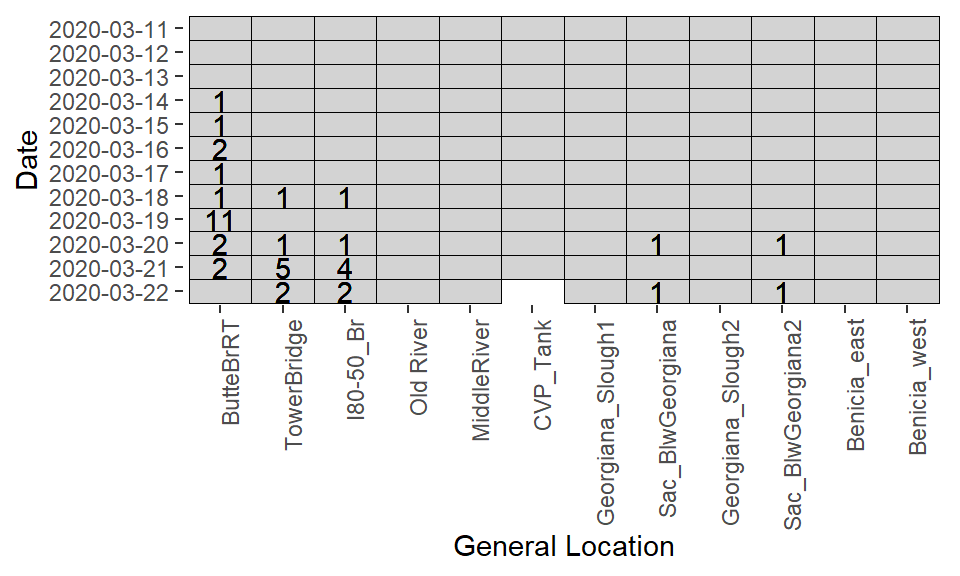 Date
2020-03-11
2020-03-12
2020-03-13
2020-03-14 1
2020-03-15 1
2020-03-16 2
2020-03-17 1
2020-03-18 1 1 1
2020-03-19 11
2020-03-20 2 1 1 1 1
2020-03-21 2 5 4
2020-03-22 2 2 1 1
ButteBrRT
TowerBridge
I80-50_Br
Old River
MiddleRiver
CVP_Tank
Georgiana_Slough1
Sac_BlwGeorgiana
Georgiana_Slough2
Sac_BlwGeorgiana2
Benicia_east
Benicia_west
General Location